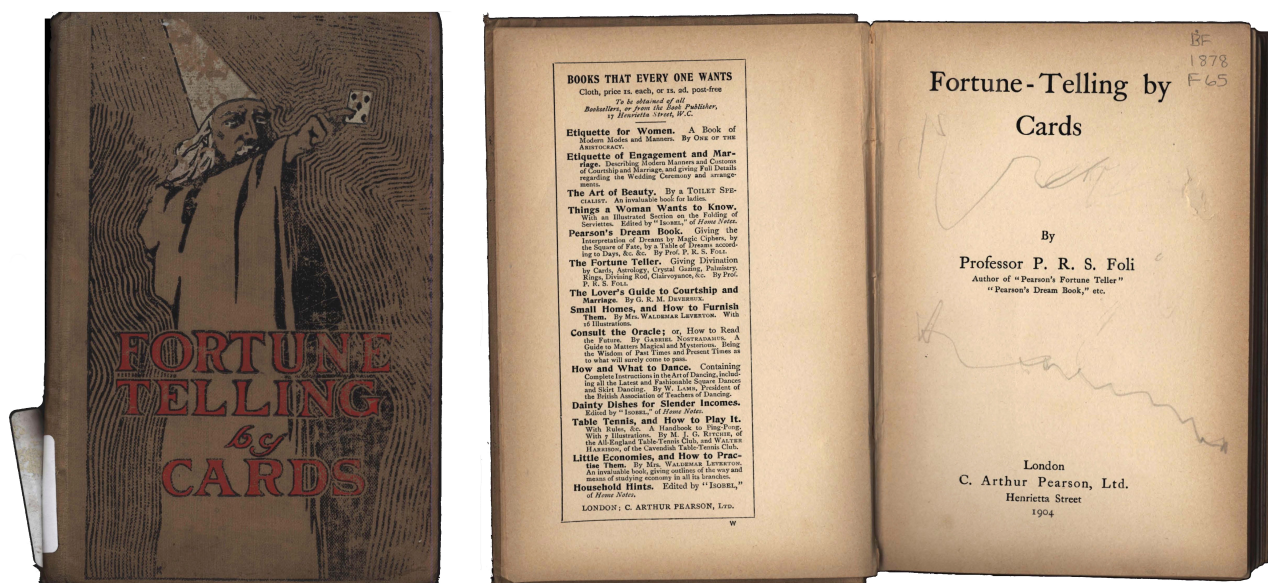 FORTUNE
TELLING
by
CARDS
BOOKS THAT EVERY ONE WANTS
Cloth, price 1s. each, or 1s. 2d. post-free
To be obtained of all
Booksellers, or from the Book Publisher,
17 Henrietta Street, W.C.
Etiquette for Women. A Book of
Modern Modes and Manners. By ONE OF THE
ARISTOCRACY.
Etiquette of Engagement and Mar-
riage. Describing Modern Manners and Customs
of Courtship and Marriage, and giving Full Details
regarding the Wedding Ceremony and arrange-
ments.
The Art of Beauty. By a TOILET SPE-
CIALIST. An invaluable book for ladies.
Things a Woman Wants to Know.
With an Illustrated Section on the Folding of
Serviettes. Edited by "ISOBEL," of Home Notes.
Pearson's Dream Book. Giving the
Interpretation of Dreams by Magic Ciphers, by
the Square of Fate, by a Table of Dreams accord-
ing to Days, &c. &c. By Prof. P. R. S. FOLI.
The Fortune Teller. Giving Divination
by Cards, Astrology, Crystal Gazing, Palmistry,
Rings, Divining Rod, Clairvoyance, &c. By Prof.
P. R. S. FOLI.
The Lover's Guide to Courtship and
Marriage. By G. R. M. DEVEREUX.
Small Homes, and How to Furnish
Them. By Mrs. WALDEMAR LEVERTON. With
16 Illustrations.
Consult the Oracle; or, How to Read
the Future. By GABRIEL NOSTRADAMUS. A
Guide to Matters Magical and Mysterious. Being
the Wisdom of Past Times and Present Times as
to what will surely come to pass.
How and What to Dance. Containing
Complete Instructions in the Art of Dancing, includ-
ing all the Latest and Fashionable Square Dances
and Skirt Dancing. By W. LAMB, President of
the British Association of Teachers of Dancing.
Dainty Dishes for Slender Incomes.
Edited by "ISOBEL," of Home Notes.
Table Tennis, and How to Play It.
With Rules, &c. A Handbook to Ping-Pong,
With 7 Illustrations. By M. J. G. RITCHIE, of
the All-England Table-Tennis Club, and WALTER
HARRISON, of the Cavendish Table-Tennis Club.
Little Economies, and How to Prac-
tise Them. By Mrs. WALDEMAR LEVERTON.
An invaluable book, giving outlines of the way and
means of studying economy in all its branches.
Household Hints. Edited by "ISOBEL,"
of Home Notes.
LONDON; C. ARTHUR PEARSON, LTD.
W
BF
1878
F65
Fortune-Telling by
Cards
By
Professor P. R. S. Foli
Author of "Pearson's Fortune Teller"
"Pearson's Dream Book," etc.
London
C. Arthur Pearson, Ltd.
Henrietta Street
1904